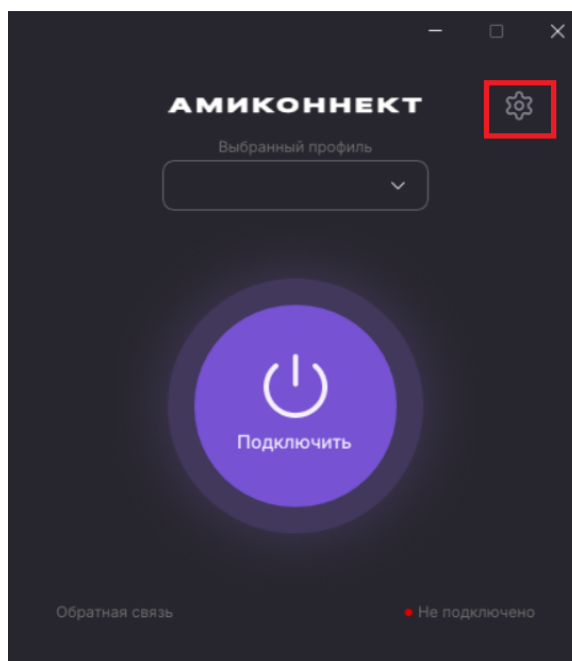 АМИКОННЕКТ
Выбранный профиль
Подключить
Обратная связь
Не подключено